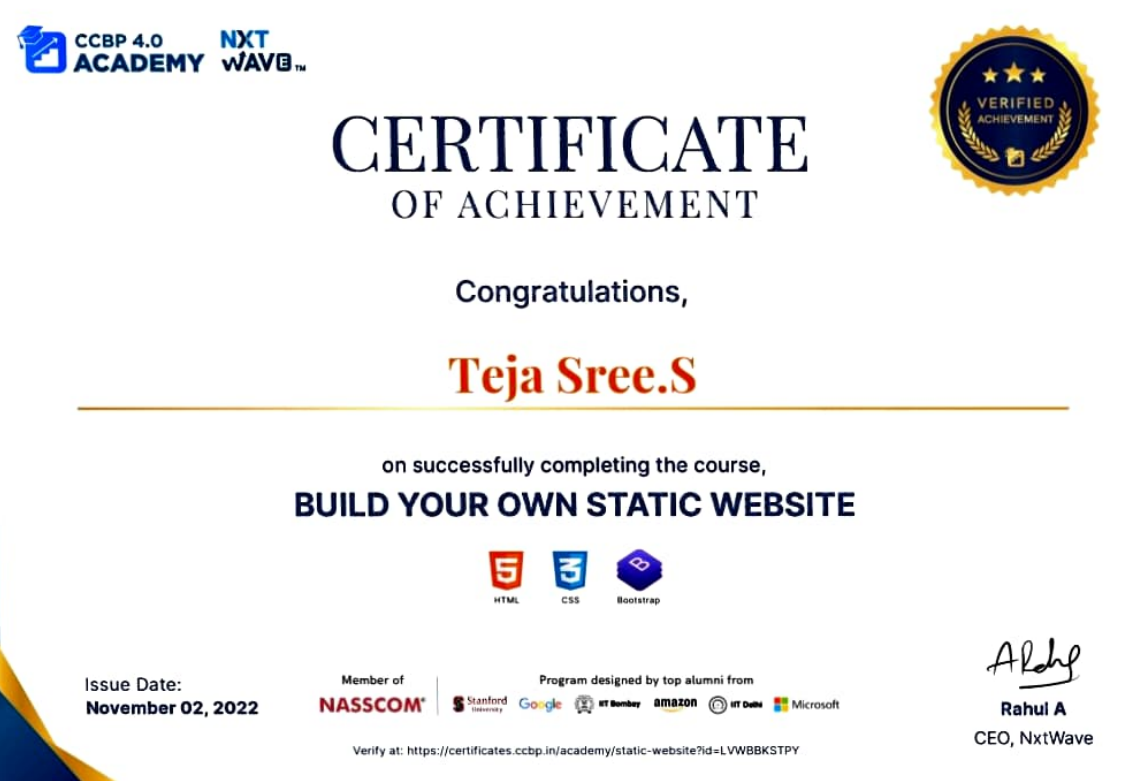 CCBP 4.0
ACADEMY
NXT
WAVE™
VERIFIED
ACHIEVEMENT
CERTIFICATE
OF ACHIEVEMENT
Congratulations,
Teja Sree.S
on successfully completing the course,
BUILD YOUR OWN STATIC WEBSITE
5
3
B
HTML
CSS
Bootstrap
Issue Date:
November 02, 2022
Member of
NASSCOM®
Program designed by top alumni from
Stanford
University
Google
IIT Bombay
amazon
IIT Delhi
Microsoft
Rahul A
CEO, NxtWave
Verify at: https://certificates.ccbp.in/academy/static-website?id=LVWBBKSTPY